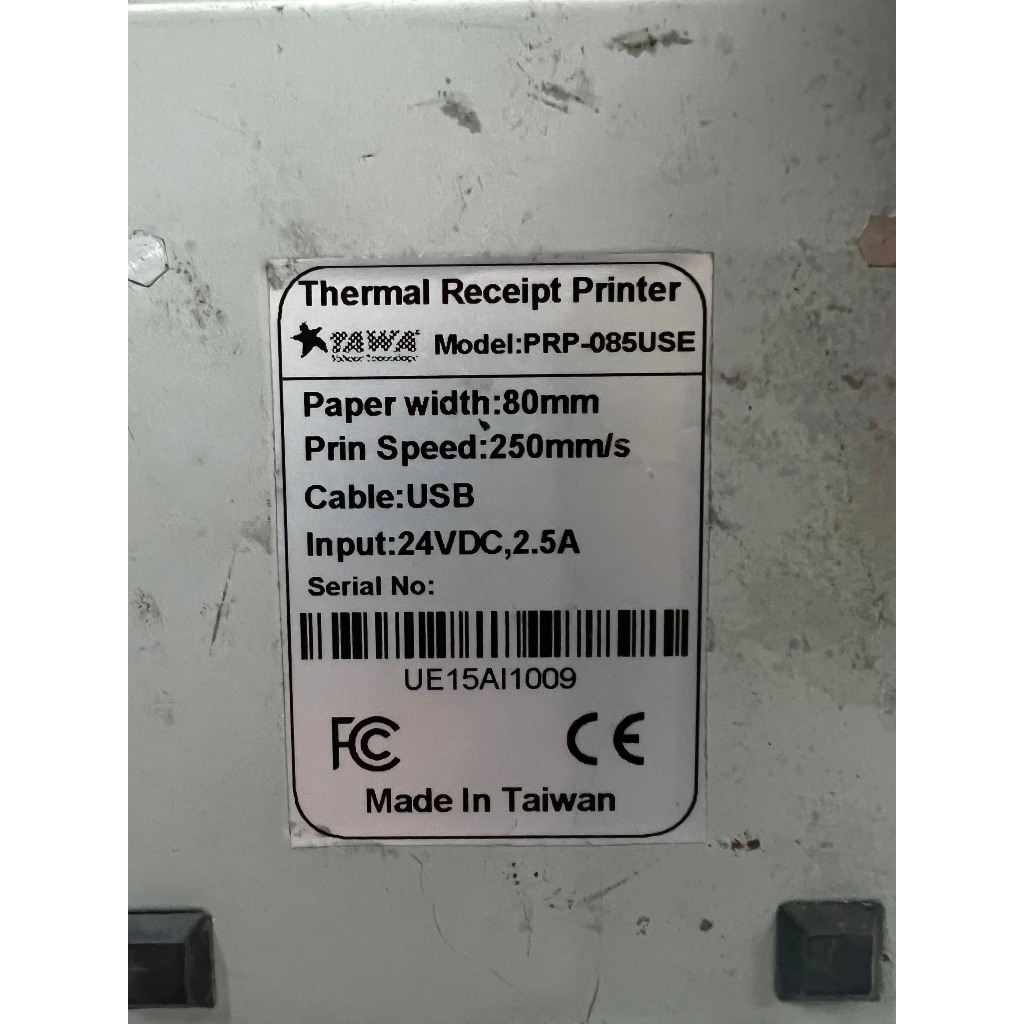 Thermal Receipt Printer
TAWA Model:PRP-085USE
Paper width:80mm
Prin Speed:250mm/s
Cable:USB
Input:24VDC,2.5A
Serial No:
UE15AI1009
FC CE
Made In Taiwan